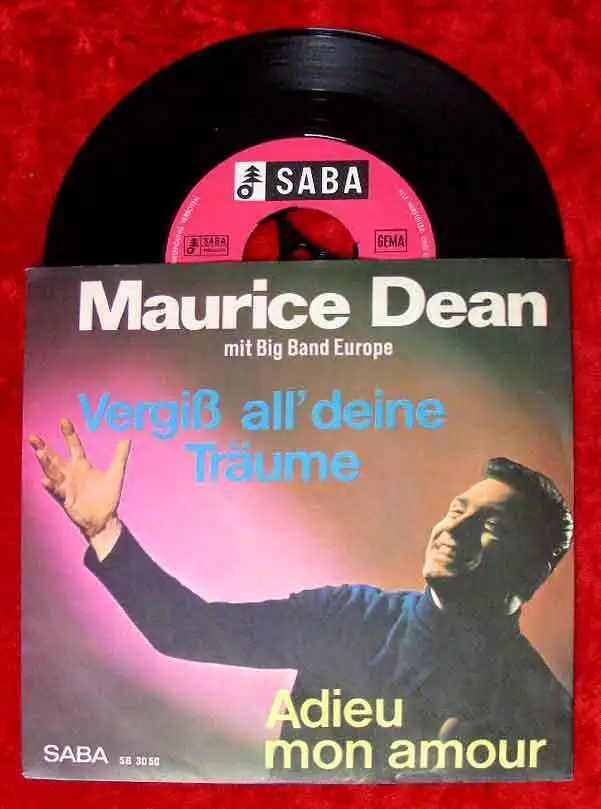 SABA
SABA
GEMA
Maurice Dean
mit Big Band Europe
Vergiß all' deine
Träume
Adieu
mon amour
SABA SB 3050